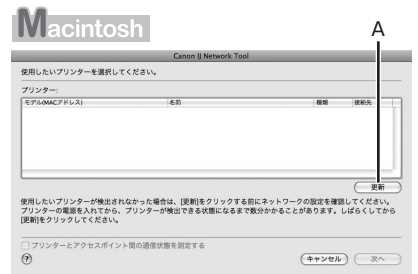 Macintosh
A
Canon IJ Network Tool
使用したいプリンターを選択してください。
プリンター:
モデル(MACアドレス) 名前 種類 接続先
更新
使用したいプリンターが検出されなかった場合は、[更新]をクリックする前にネットワークの設定を確認してください。
プリンターの電源を入れてから、プリンターが検出できる状態になるまで数分かかることがあります。しばらくしてから
[更新]をクリックしてください。
プリンターとアクセスポイント間の通信状態を測定する
? キャンセル 次へ